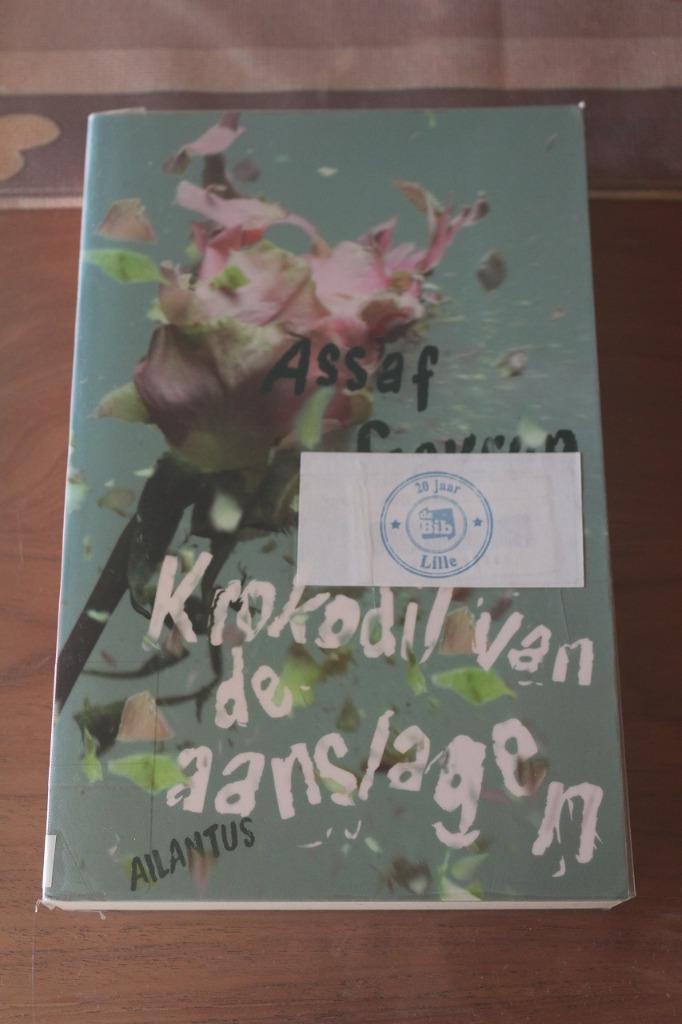 Assaf
20 Jaar
de
Bib
Lille
Krokodil van
de
aanslagen
AILANTUS